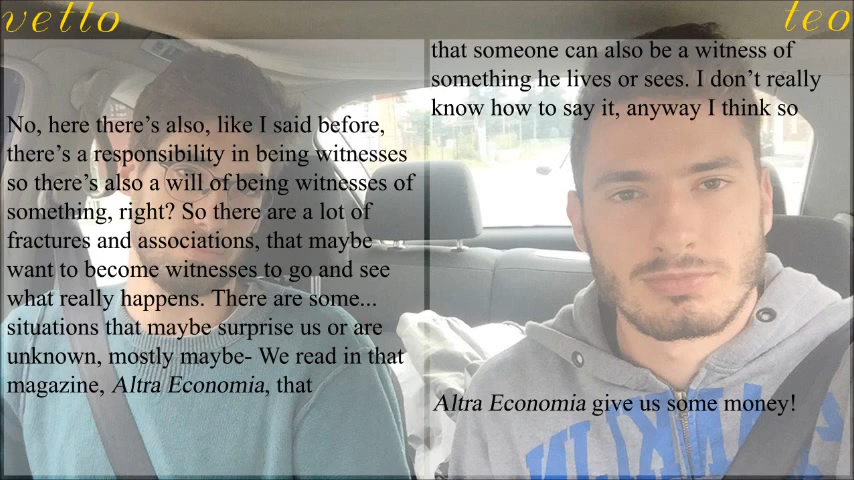 vetto
No, here there's also, like I said before,
there's a responsibility in being witnesses
so there's also a will of being witnesses of
something, right? So there are a lot of
fractures and associations, that maybe
want to become witnesses to go and see
what really happens. There are some...
situations that maybe surprise us or are
unknown, mostly maybe- We read in that
magazine, Altra Economia, that
teo
that someone can also be a witness of
something he lives or sees. I don't really
know how to say it, anyway I think so
Altra Economia give us some money!